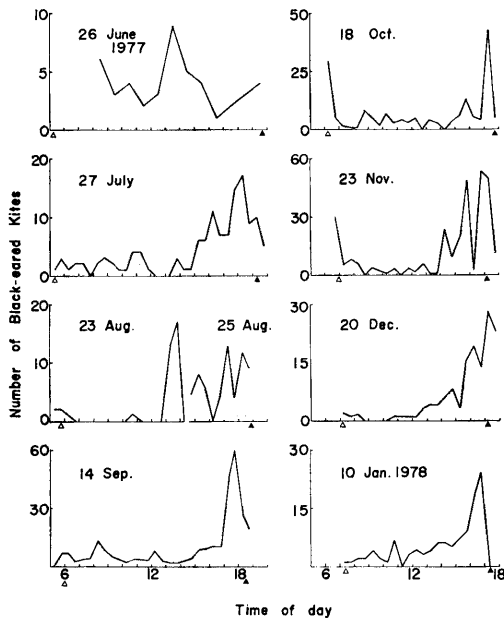 Number of Black-eared Kites
26 June
1977
10
5
0
18 Oct.
50
25
0
27 July
20
10
0
23 Nov.
60
30
0
23 Aug.
25 Aug.
20
10
0
20 Dec.
30
15
0
14 Sep.
60
30
6
12
18
10 Jan. 1978
30
15
0
6
12
18
Time of day